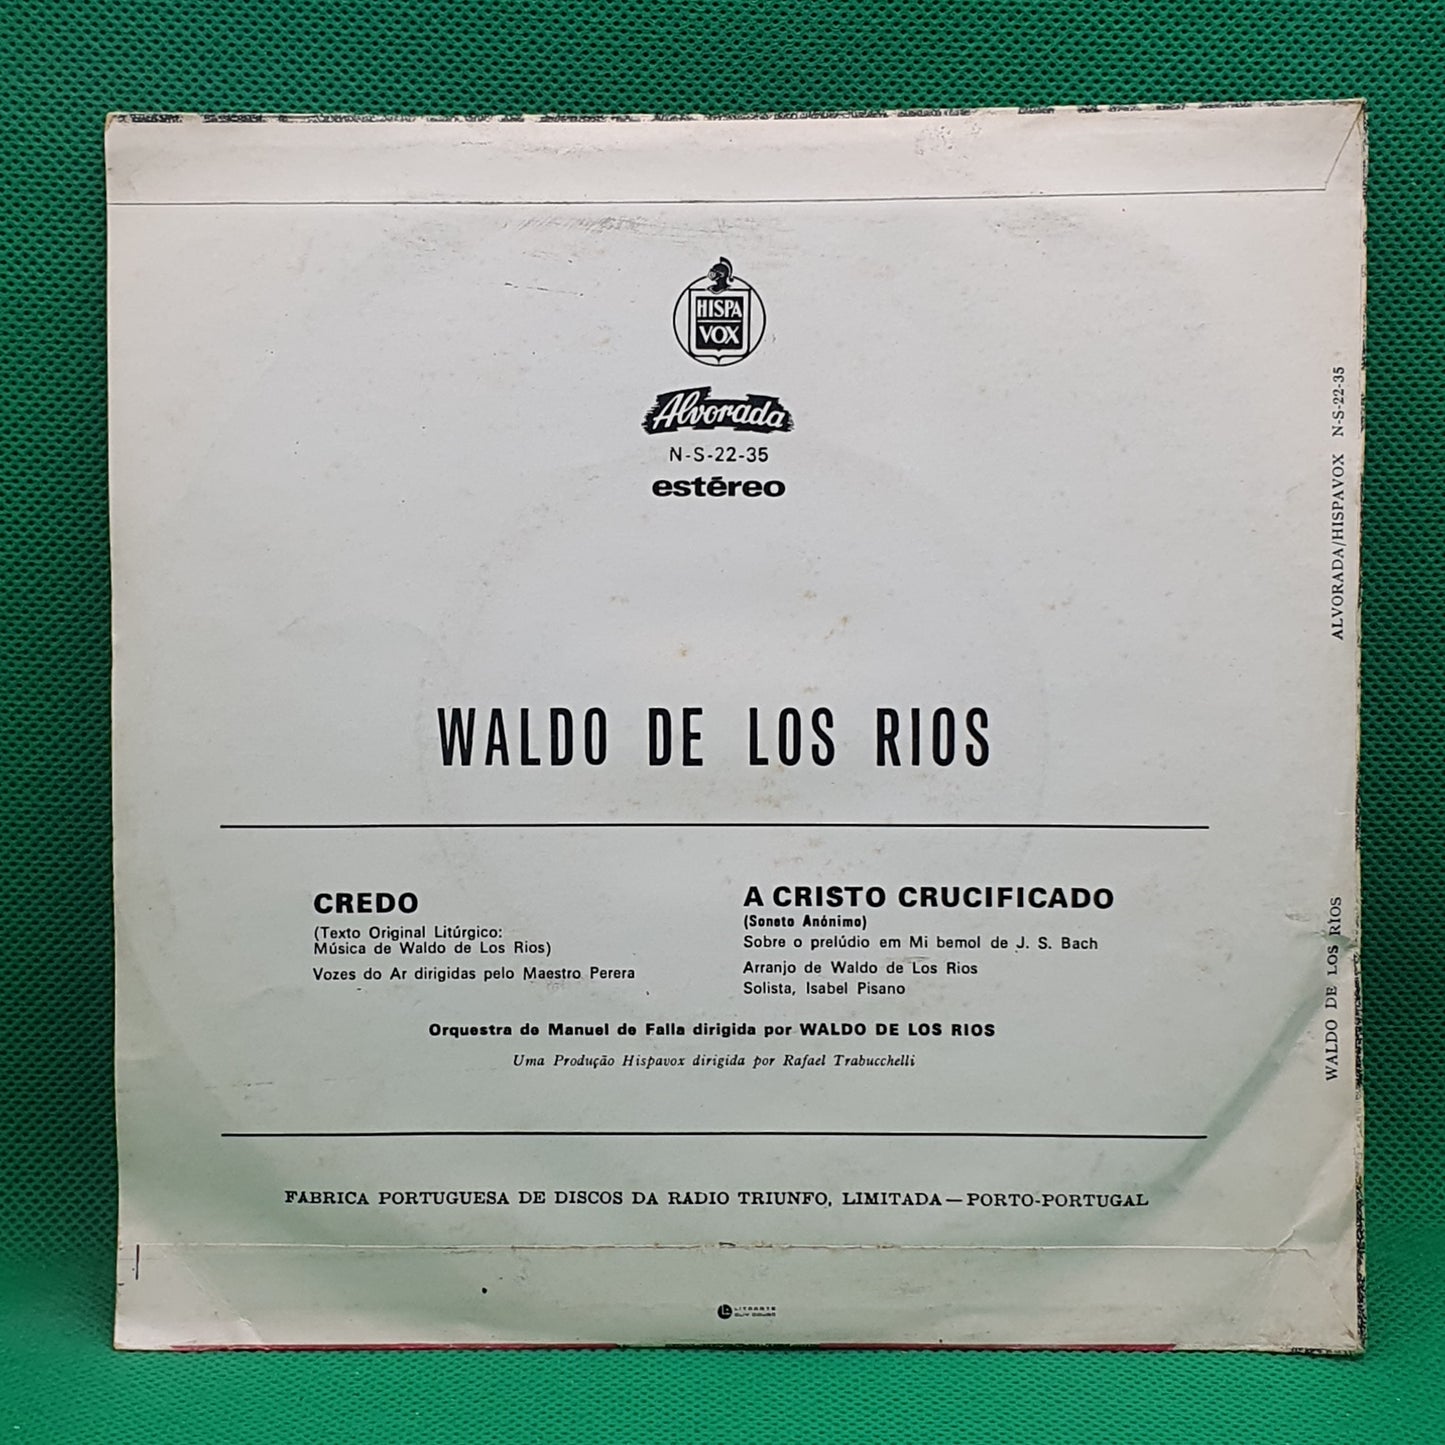 HISPA
VOX
Alvorada
N-S-22-35
estéreo
WALDO DE LOS RIOS
CREDO
(Texto Original Litúrgico:
Música de Waldo de Los Rios)
Vozes do Ar dirigidas pelo Maestro Perera
A CRISTO CRUCIFICADO
(Soneto Anónimo)
Sobre o prelúdio em Mi bemol de J. S. Bach
Arranjo de Waldo de Los Rios
Solista, Isabel Pisano
Orquestra de Manuel de Falla dirigida por WALDO DE LOS RIOS
Uma Produção Hispavox dirigida por Rafael Trabucchelli
FÁBRICA PORTUGUESA DE DISCOS DA RADIO TRIUNFO, LIMITADA — PORTO-PORTUGAL
WALDO DE LOS RIOS ALVORADA/HISPAVOX N-S-22-35